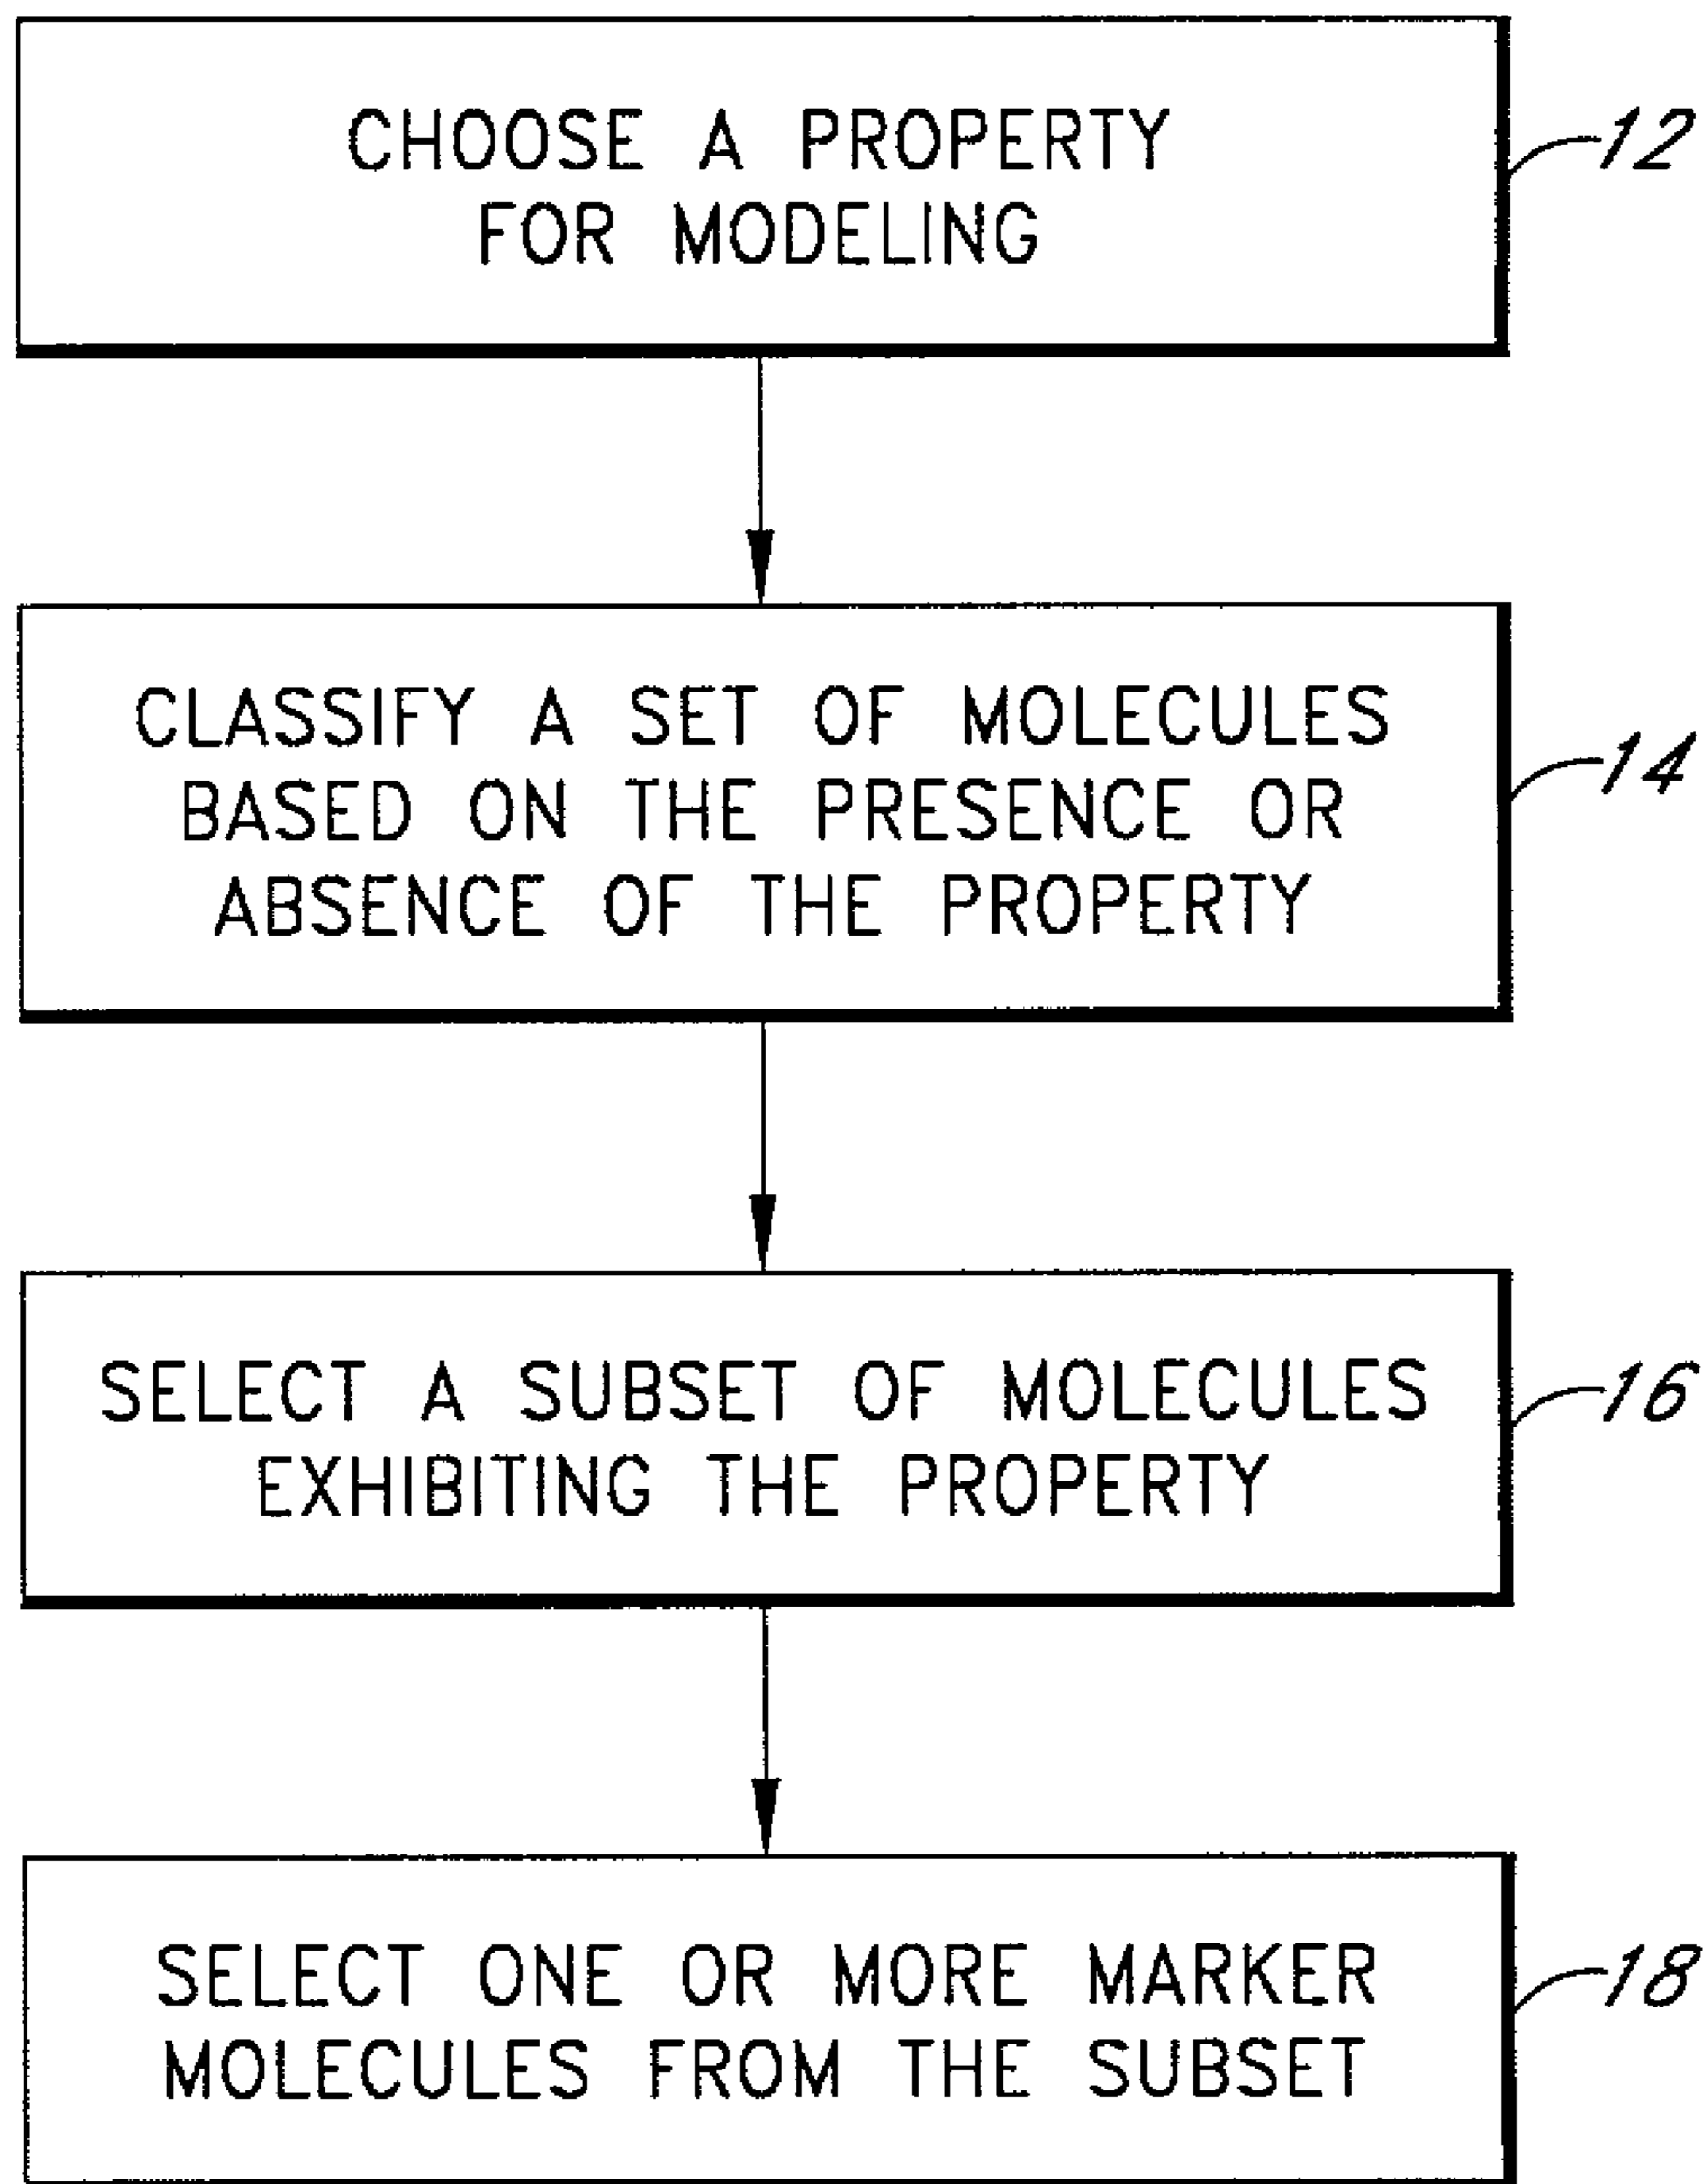 CHOOSE A PROPERTY
FOR MODELING
12
CLASSIFY A SET OF MOLECULES
BASED ON THE PRESENCE OR
ABSENCE OF THE PROPERTY
14
SELECT A SUBSET OF MOLECULES
EXHIBITING THE PROPERTY
16
SELECT ONE OR MORE MARKER
MOLECULES FROM THE SUBSET
18